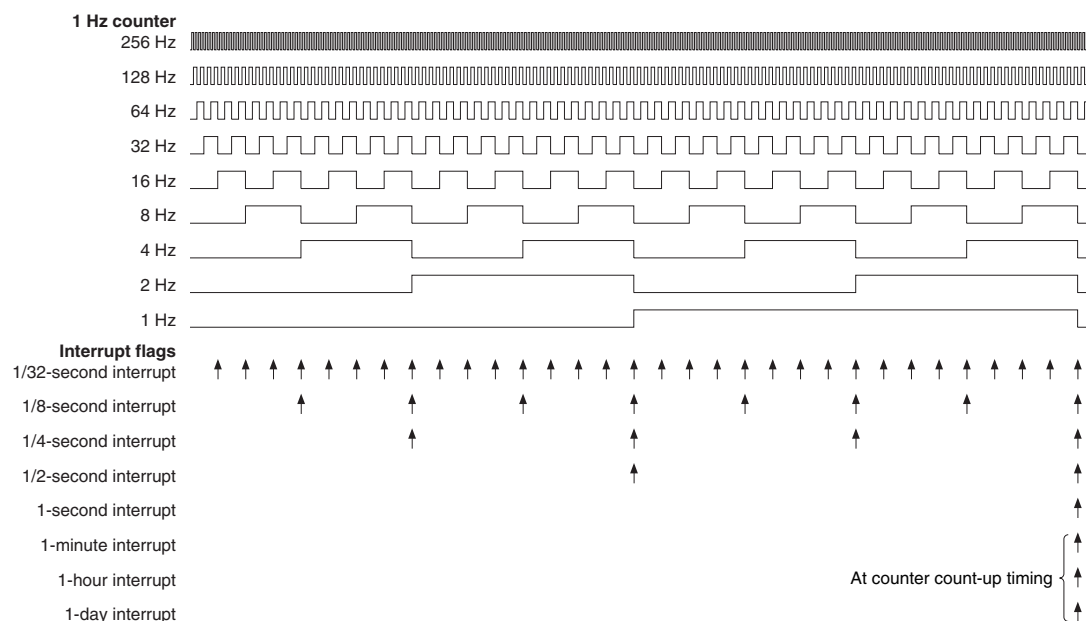 1 Hz counter
256 Hz
128 Hz
64 Hz
32 Hz
16 Hz
8 Hz
4 Hz
2 Hz
1 Hz
Interrupt flags
1/32-second interrupt
1/8-second interrupt
1/4-second interrupt
1/2-second interrupt
1-second interrupt
1-minute interrupt
1-hour interrupt
At counter count-up timing
1-day interrupt